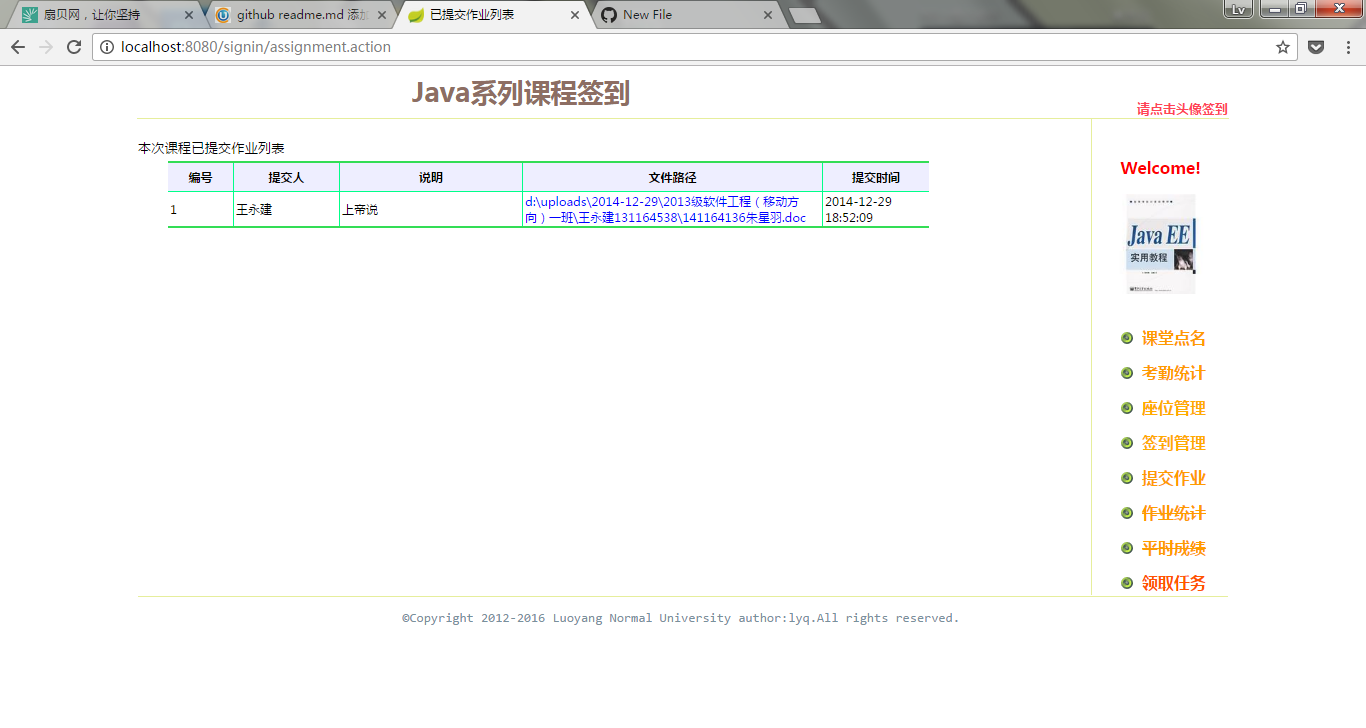 扇贝网，让你坚持
github readme.md 添加
已提交作业列表
New File
Lv
localhost:8080/signin/assignment.action
Java系列课程签到
请点击头像签到
本次课程已提交作业列表
编号 提交人 说明 文件路径 提交时间
1 王永建 上帝说 d:\uploads\2014-12-29\2013级软件工程（移动方向）一班\王永建131164538\141164136朱星羽.doc 2014-12-29 18:52:09
Welcome!
Java EE
实用教程
课堂点名
考勤统计
座位管理
签到管理
提交作业
作业统计
平时成绩
领取任务
©Copyright 2012-2016 Luoyang Normal University author:lyq.All rights reserved.